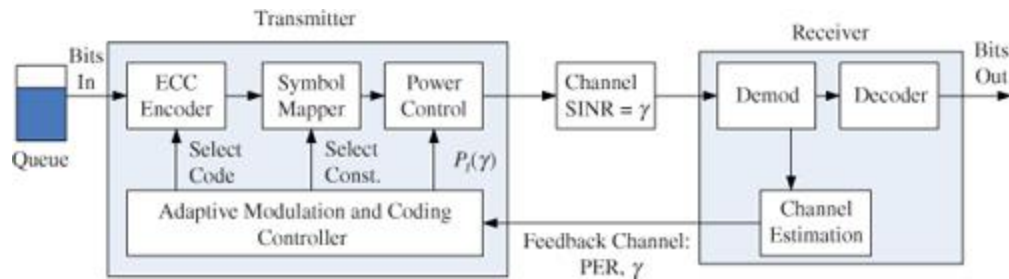 Transmitter
Receiver
Bits
In
Queue
ECC
Encoder
Symbol
Mapper
Power
Control
Channel
SINR = γ
Demod
Decoder
Bits
Out
Select
Code
Select
Const.
Pⱼ(γ)
Adaptive Modulation and Coding
Controller
Channel
Estimation
Feedback Channel:
PER, γ